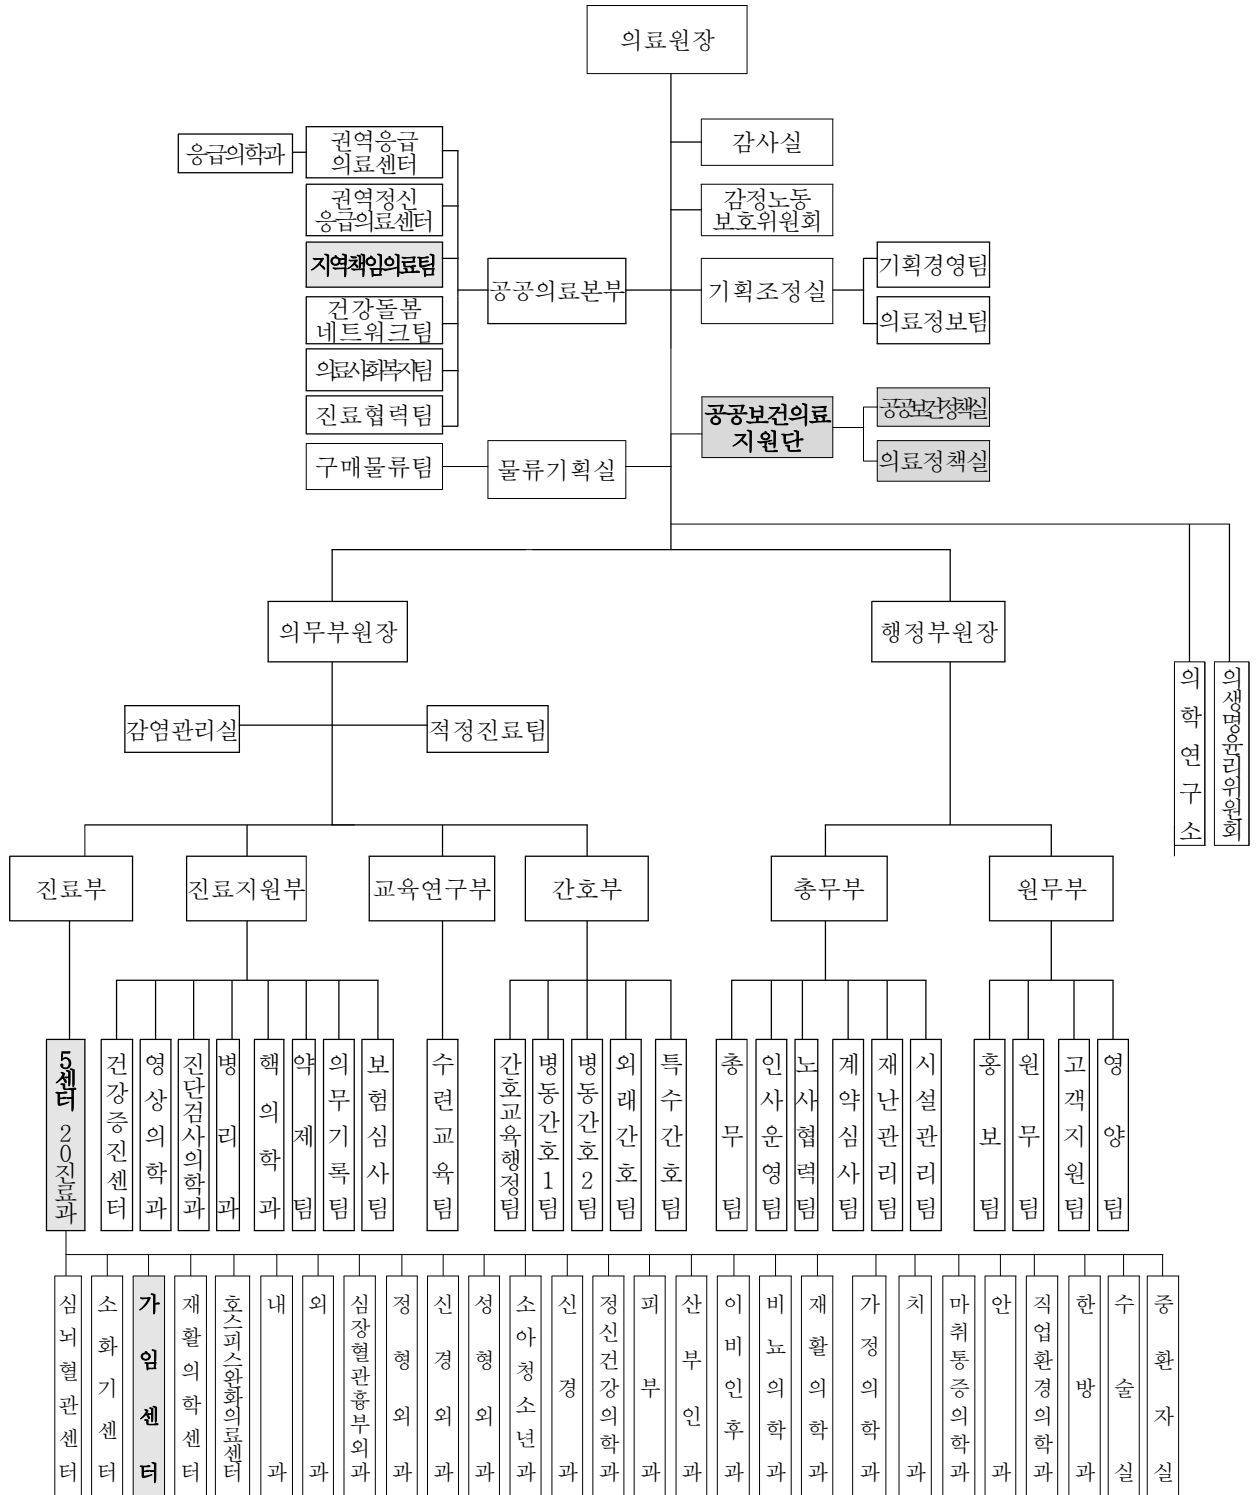 의료원장
감사실
응급의학과
권역응급
의료센터
권역정신
응급의료센터
감정노동
보호위원회
지역책임의료팀
공공의료본부
기획조정실
기획경영팀
의료정보팀
건강돌봄
네트워크팀
의료사회복지팀
진료협력팀
공공보건의료
지원단
공공보건정책실
의료정책실
구매물류팀
물류기획실
의무부원장
행정부원장
의학연구소
의생명윤리위원회
감염관리실
적정진료팀
진료부
진료지원부
교육연구부
간호부
총무부
원무부
5센터 20진료과
건강증진센터
영상의학과
진단검사의학과
병리과
핵의학과
약제팀
의무기록팀
보험심사팀
수련교육팀
간호교육행정팀
병동간호1팀
병동간호2팀
외래간호팀
특수간호팀
총무팀
인사운영팀
노사협력팀
계약심사팀
재난관리팀
시설관리팀
홍보팀
원무팀
고객지원팀
영양팀
심뇌혈관센터
소화기센터
가임센터
재활의학센터
호스피스완화의료센터
내과
외과
심장혈관흉부외과
정형외과
신경외과
성형외과
소아청소년과
신경과
정신건강의학과
피부과
산부인과
이비인후과
비뇨의학과
재활의학과
가정의학과
치과
마취통증의학과
안과
직업환경의학과
한방과
수술실
중환자실